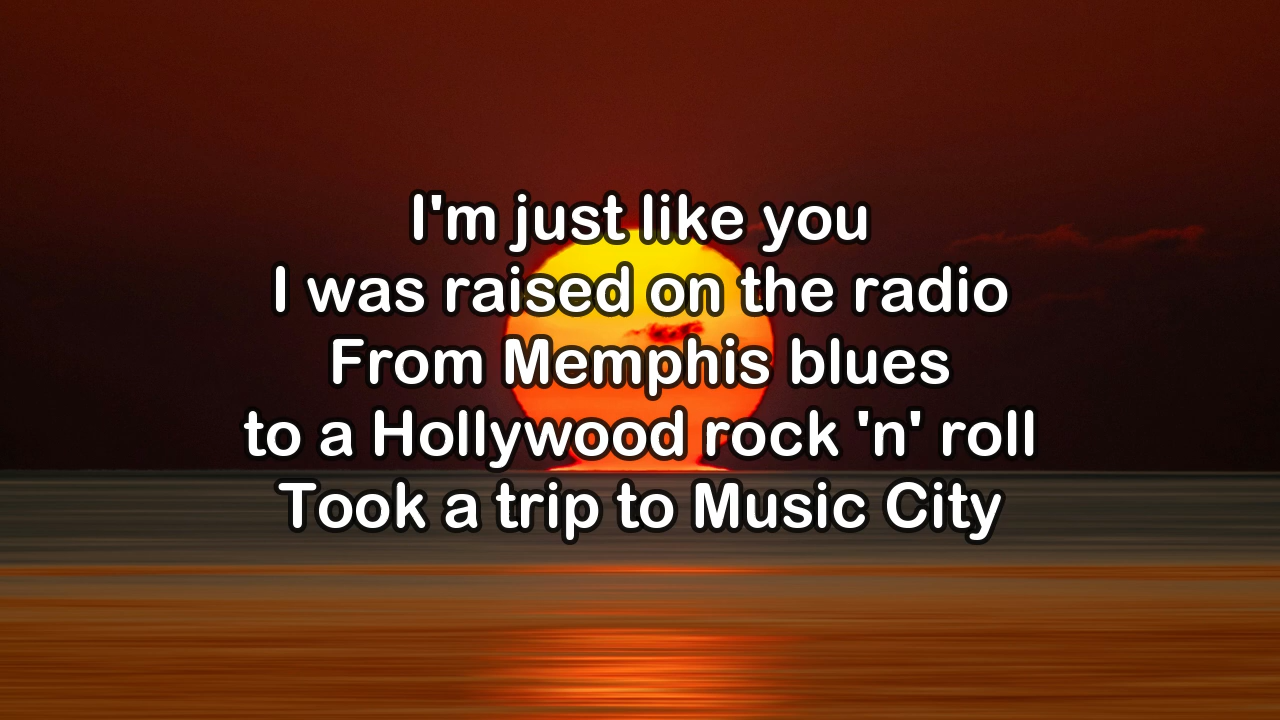 I'm just like you
I was raised on the radio
From Memphis blues
to a Hollywood rock 'n' roll
Took a trip to Music City